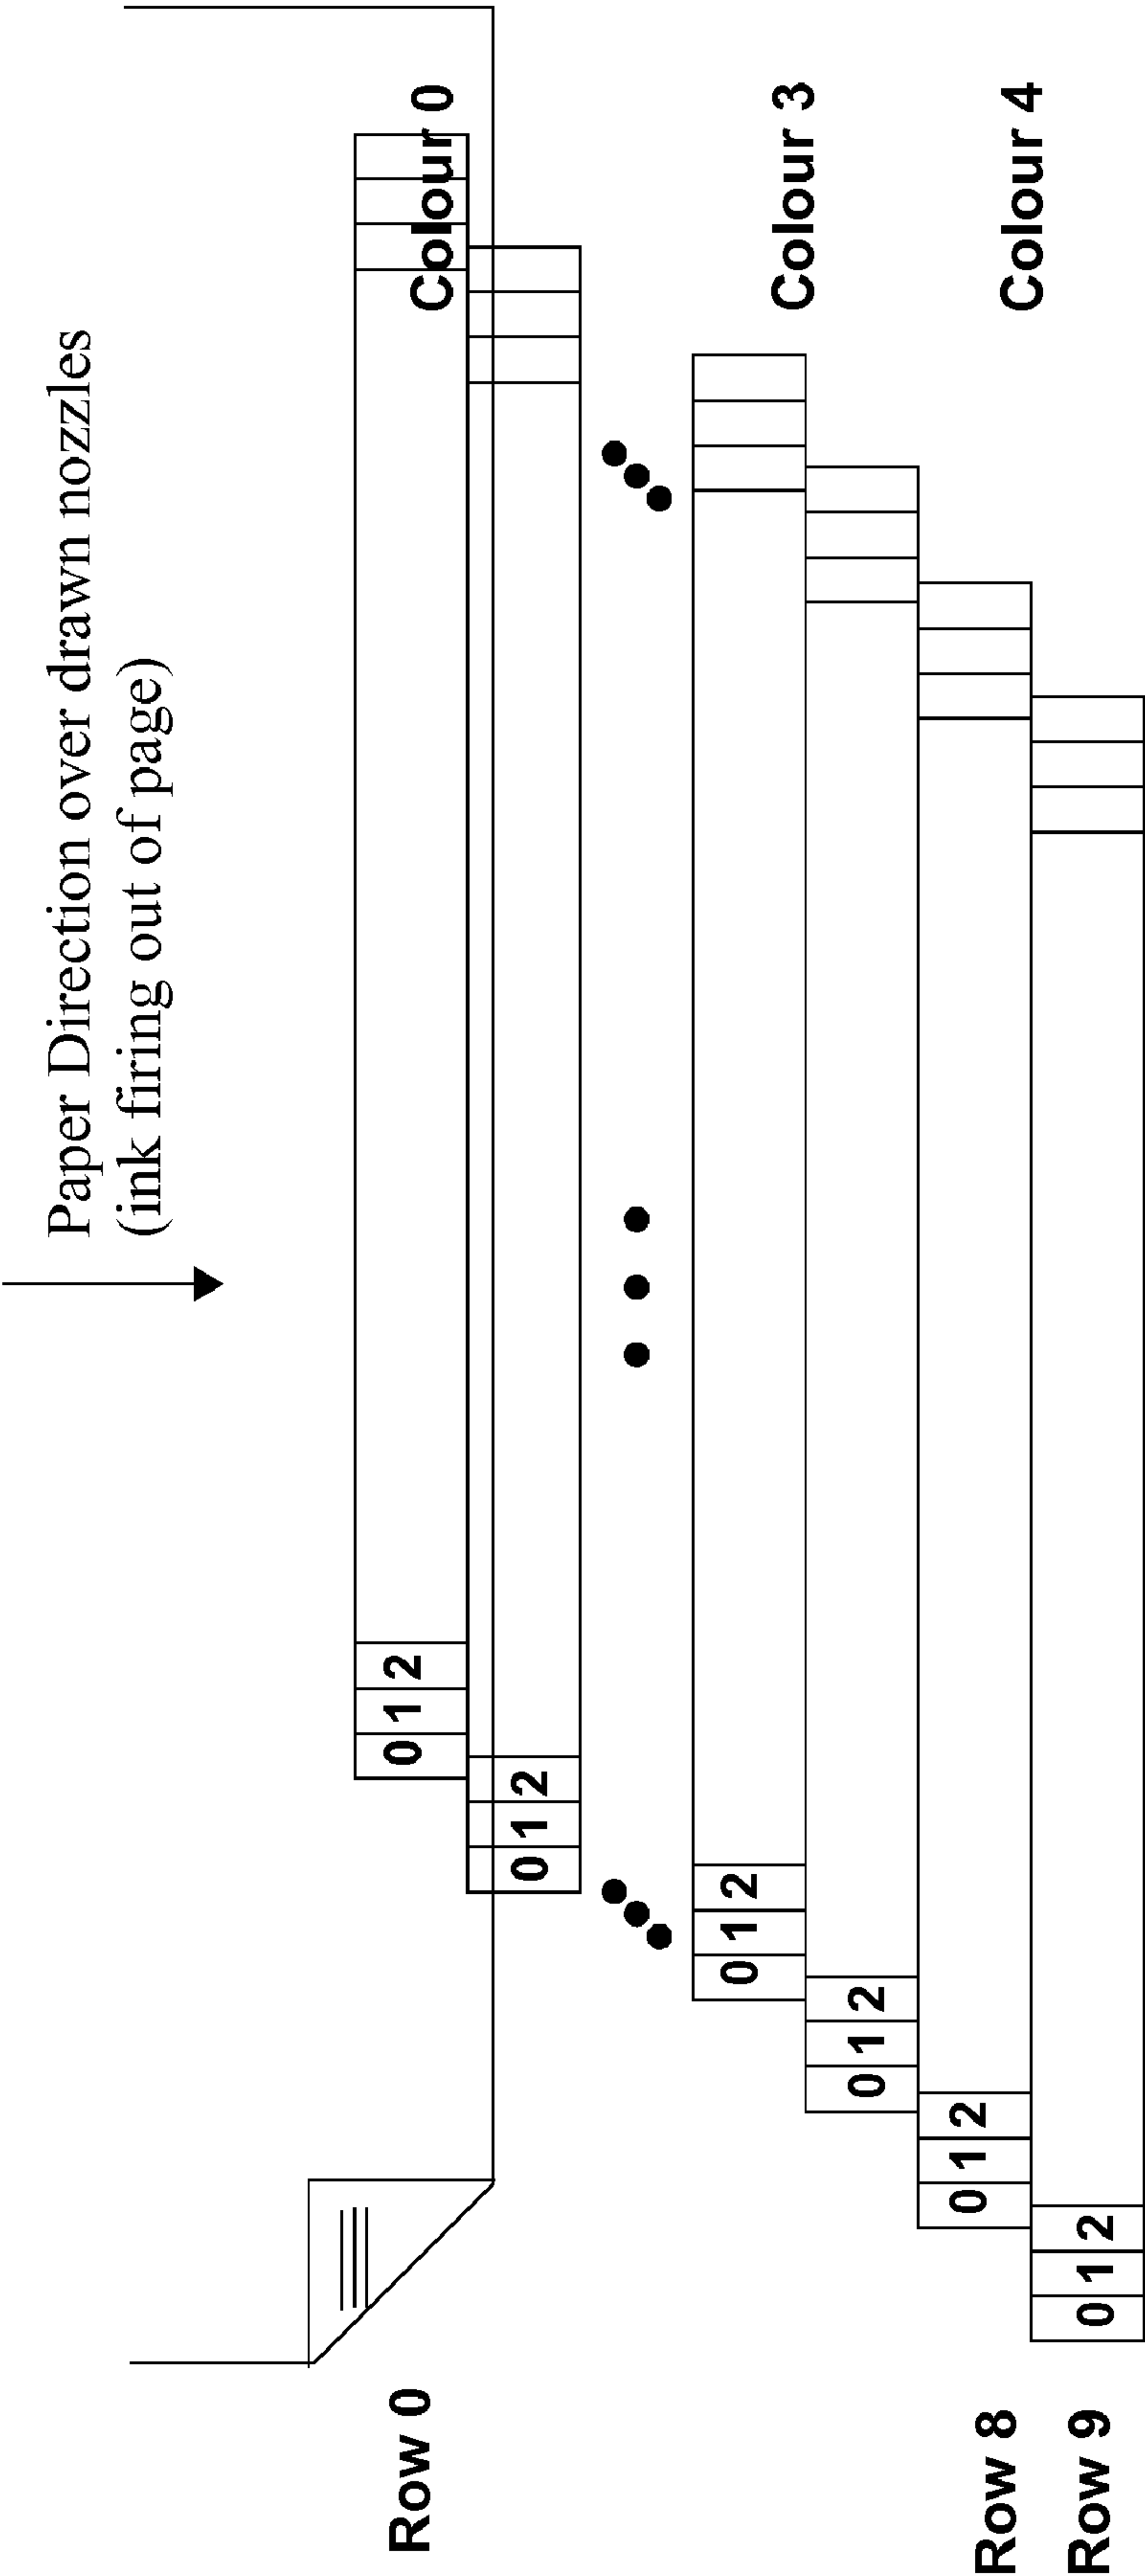 Paper Direction over drawn nozzles
(ink firing out of page)
Row 0 0 1 2 Colour 0
0 1 2
0 1 2 Colour 3
0 1 2
Row 8 0 1 2 Colour 4
Row 9 0 1 2